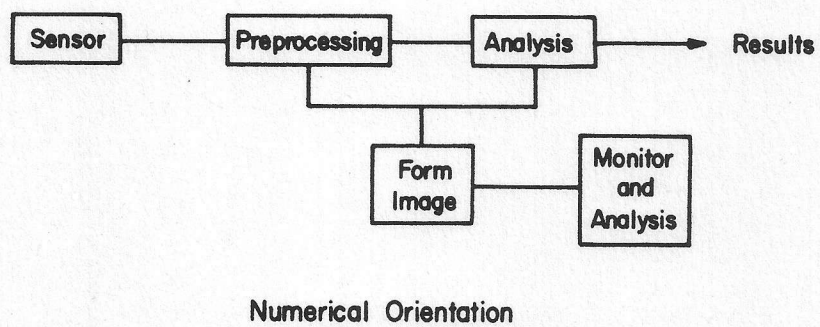 Sensor
Preprocessing
Analysis
Results
Form
Image
Monitor
and
Analysis
Numerical Orientation